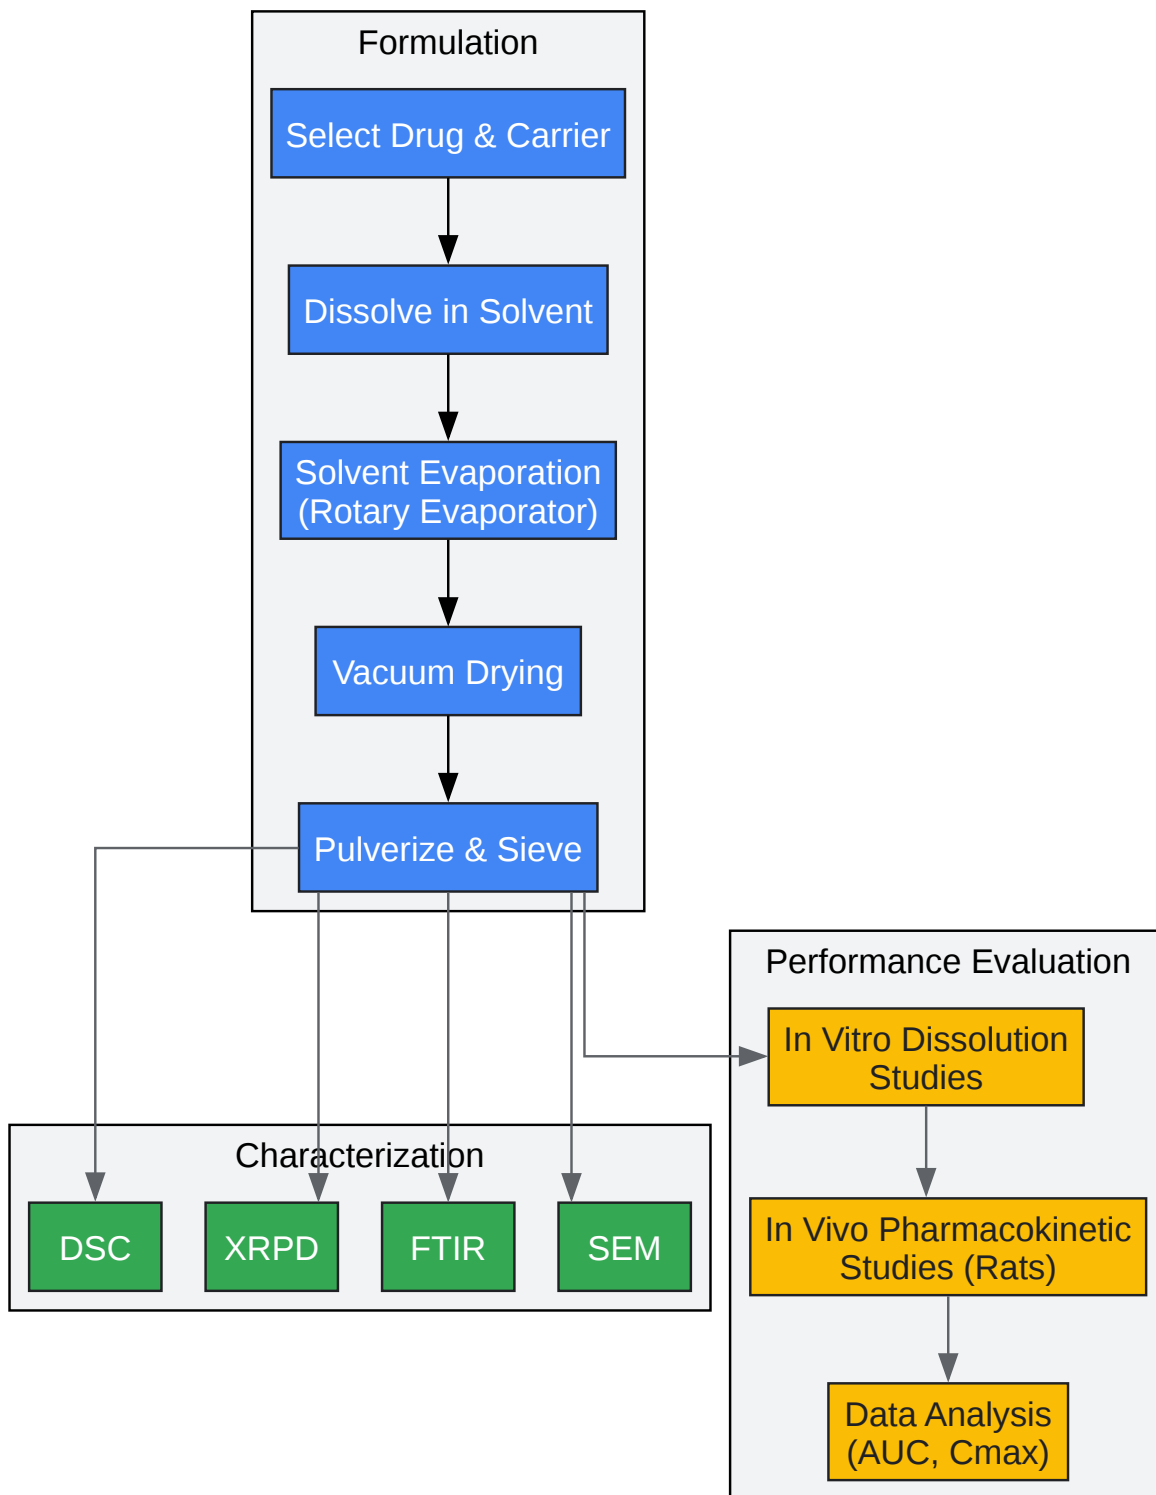 Formulation
Select Drug & Carrier
Dissolve in Solvent
Solvent Evaporation
(Rotary Evaporator)
Vacuum Drying
Pulverize & Sieve
Performance Evaluation
In Vitro Dissolution
Studies
In Vivo Pharmacokinetic
Studies (Rats)
Data Analysis
(AUC, Cmax)
Characterization
DSC
XRPD
FTIR
SEM